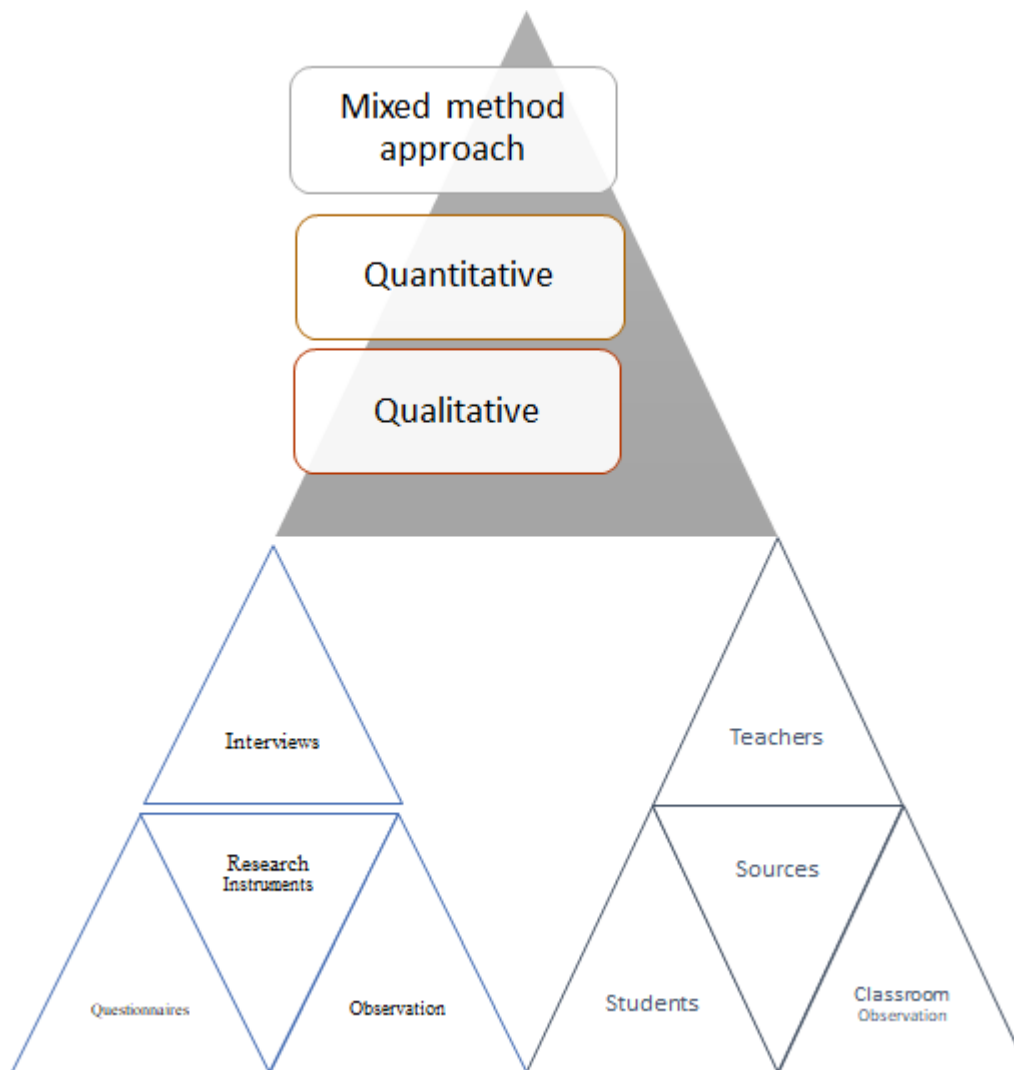 Mixed method
approach
Quantitative
Qualitative
Interviews
Research
Instruments
Questionnaires
Observation
Teachers
Sources
Students
Classroom
Observation